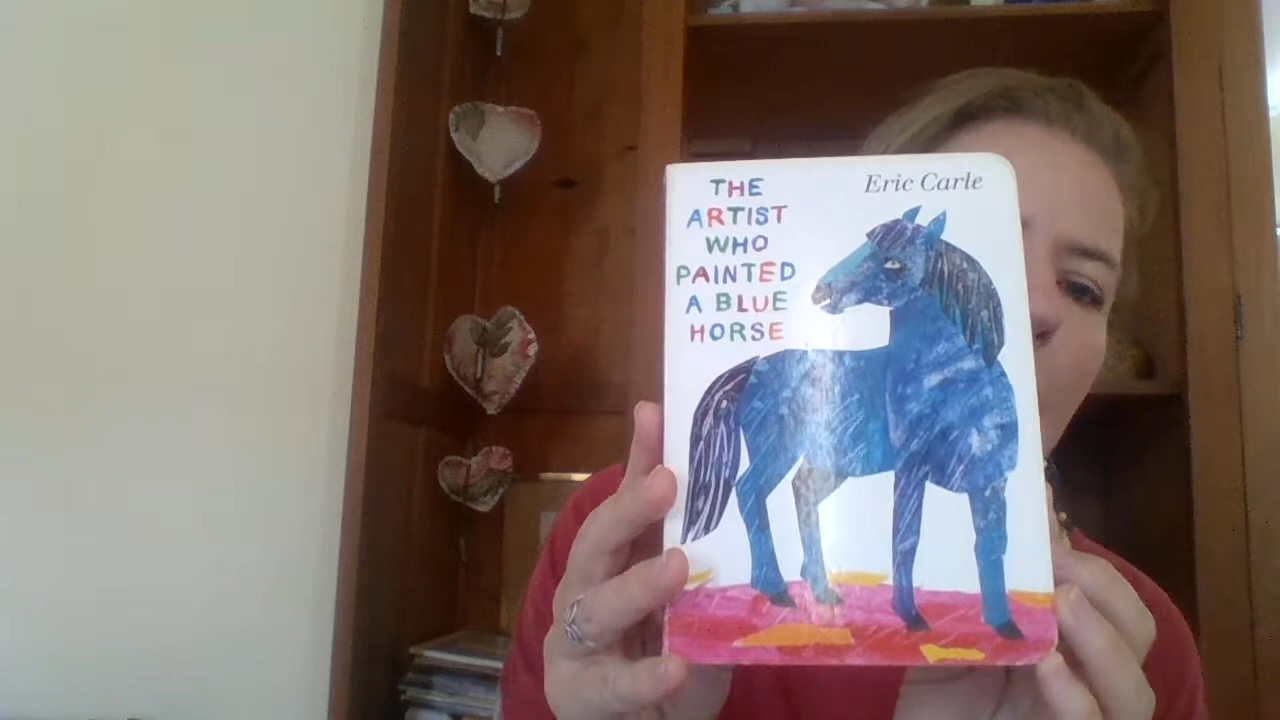 THE
ARTIST
WHO
PAINTED
A BLUE
HORSE
Eric Carle